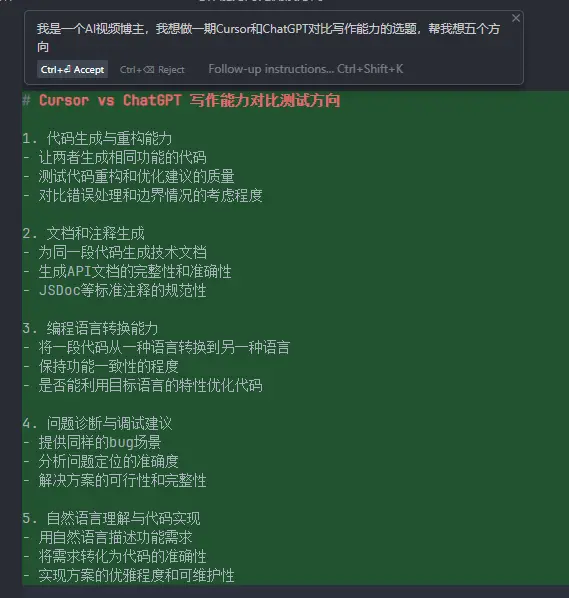 我是一个AI视频博主，我想做一期Cursor和ChatGPT对比写作能力的选题，帮我想五个方
向
Ctrl+⏎ Accept Ctrl+⌫ Reject Follow-up instructions... Ctrl+Shift+K
# Cursor vs ChatGPT 写作能力对比测试方向
1. 代码生成与重构能力
- 让两者生成相同功能的代码
- 测试代码重构和优化建议的质量
- 对比错误处理和边界情况的考虑程度
2. 文档和注释生成
- 为同一段代码生成技术文档
- 生成API文档的完整性和准确性
- JSDoc等标准注释的规范性
3. 编程语言转换能力
- 将一段代码从一种语言转换到另一种语言
- 保持功能一致性的程度
- 是否能利用目标语言的特性优化代码
4. 问题诊断与调试建议
- 提供同样的bug场景
- 分析问题定位的准确度
- 解决方案的可行性和完整性
5. 自然语言理解与代码实现
- 用自然语言描述功能需求
- 将需求转化为代码的准确性
- 实现方案的优雅程度和可维护性